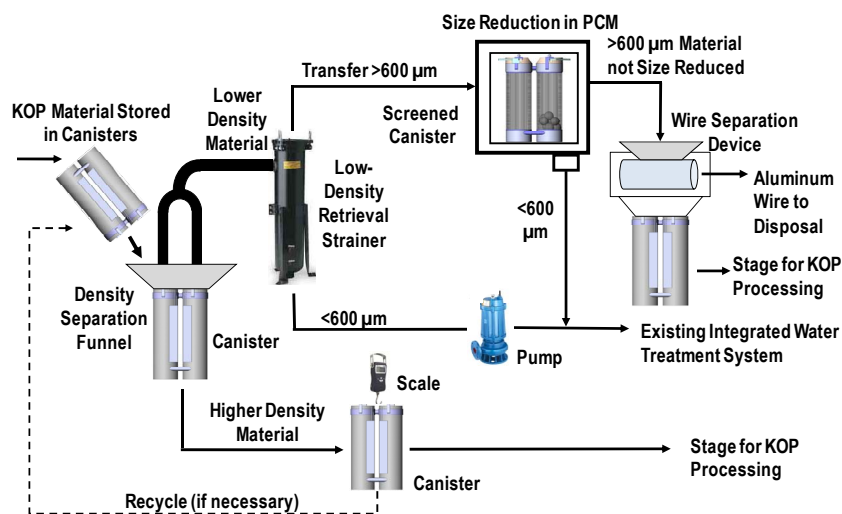 Size Reduction in PCM
>600 µm Material
not Size Reduced
Transfer >600 µm
KOP Material Stored
in Canisters
Lower
Density
Material
Screened
Canister
Wire Separation
Device
Low-
Density
Retrieval
Strainer
Aluminum
Wire to
Disposal
<600
µm
Stage for KOP
Processing
Density
Separation
Funnel
Canister
<600 µm
Pump
Existing Integrated Water
Treatment System
Scale
Higher Density
Material
Canister
Stage for KOP
Processing
Recycle (if necessary)